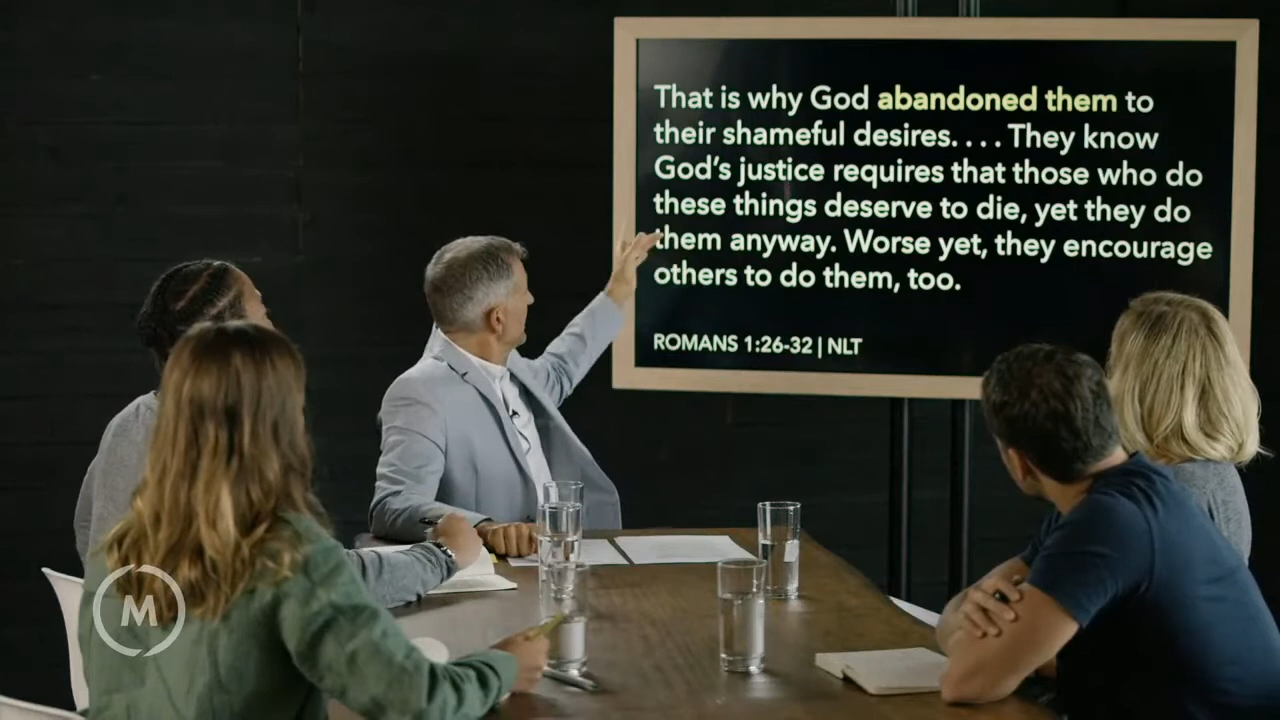 That is why God abandoned them to
their shameful desires. . . . They know
God's justice requires that those who do
these things deserve to die, yet they do
them anyway. Worse yet, they encourage
others to do them, too.
ROMANS 1:26-32 | NLT
M